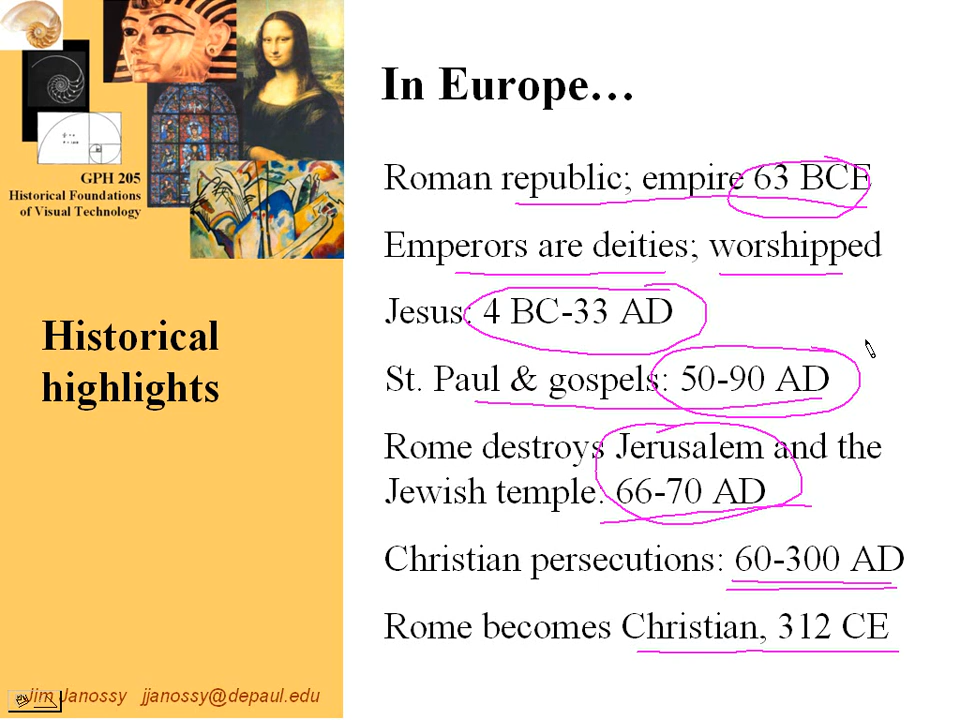 In Europe…
GPH 205
Historical Foundations
of Visual Technology
Historical
highlights
Roman republic; empire 63 BCE
Emperors are deities; worshipped
Jesus: 4 BC-33 AD
St. Paul & gospels: 50-90 AD
Rome destroys Jerusalem and the
Jewish temple: 66-70 AD
Christian persecutions: 60-300 AD
Rome becomes Christian, 312 CE
Jim Janossy jjanossy@depaul.edu